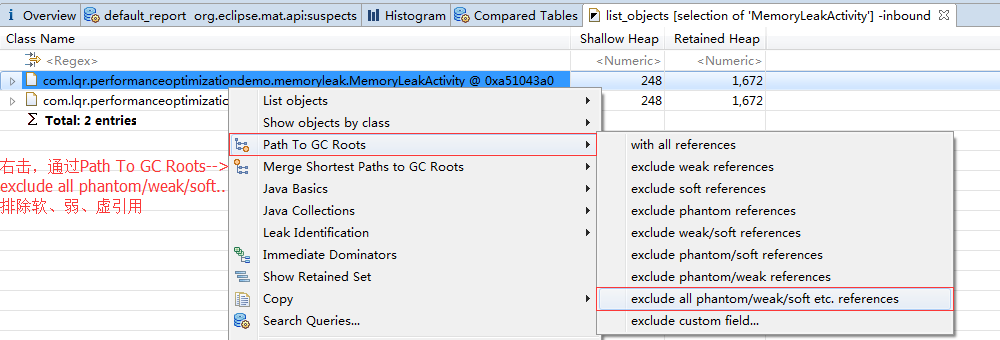 Overview default_report org.eclipse.mat.api:suspects Histogram Compared Tables list_objects [selection of 'MemoryLeakActivity'] -inbound
Class Name Shallow Heap Retained Heap
<Regex> <Numeric> <Numeric>
com.lqr.performanceoptimizationdemo.memoryleak.MemoryLeakActivity @ 0xa51043a0 248 1,672
com.lqr.performanceoptimizatio 248 1,672
Σ Total: 2 entries
List objects
Show objects by class
Path To GC Roots
Merge Shortest Paths to GC Roots
Java Basics
Java Collections
Leak Identification
Immediate Dominators
Show Retained Set
Copy
Search Queries...
with all references
exclude weak references
exclude soft references
exclude phantom references
exclude weak/soft references
exclude phantom/soft references
exclude phantom/weak references
exclude all phantom/weak/soft etc. references
exclude custom field...
右击，通过Path To GC Roots-->
exclude all phantom/weak/soft...
排除软、弱、虚引用